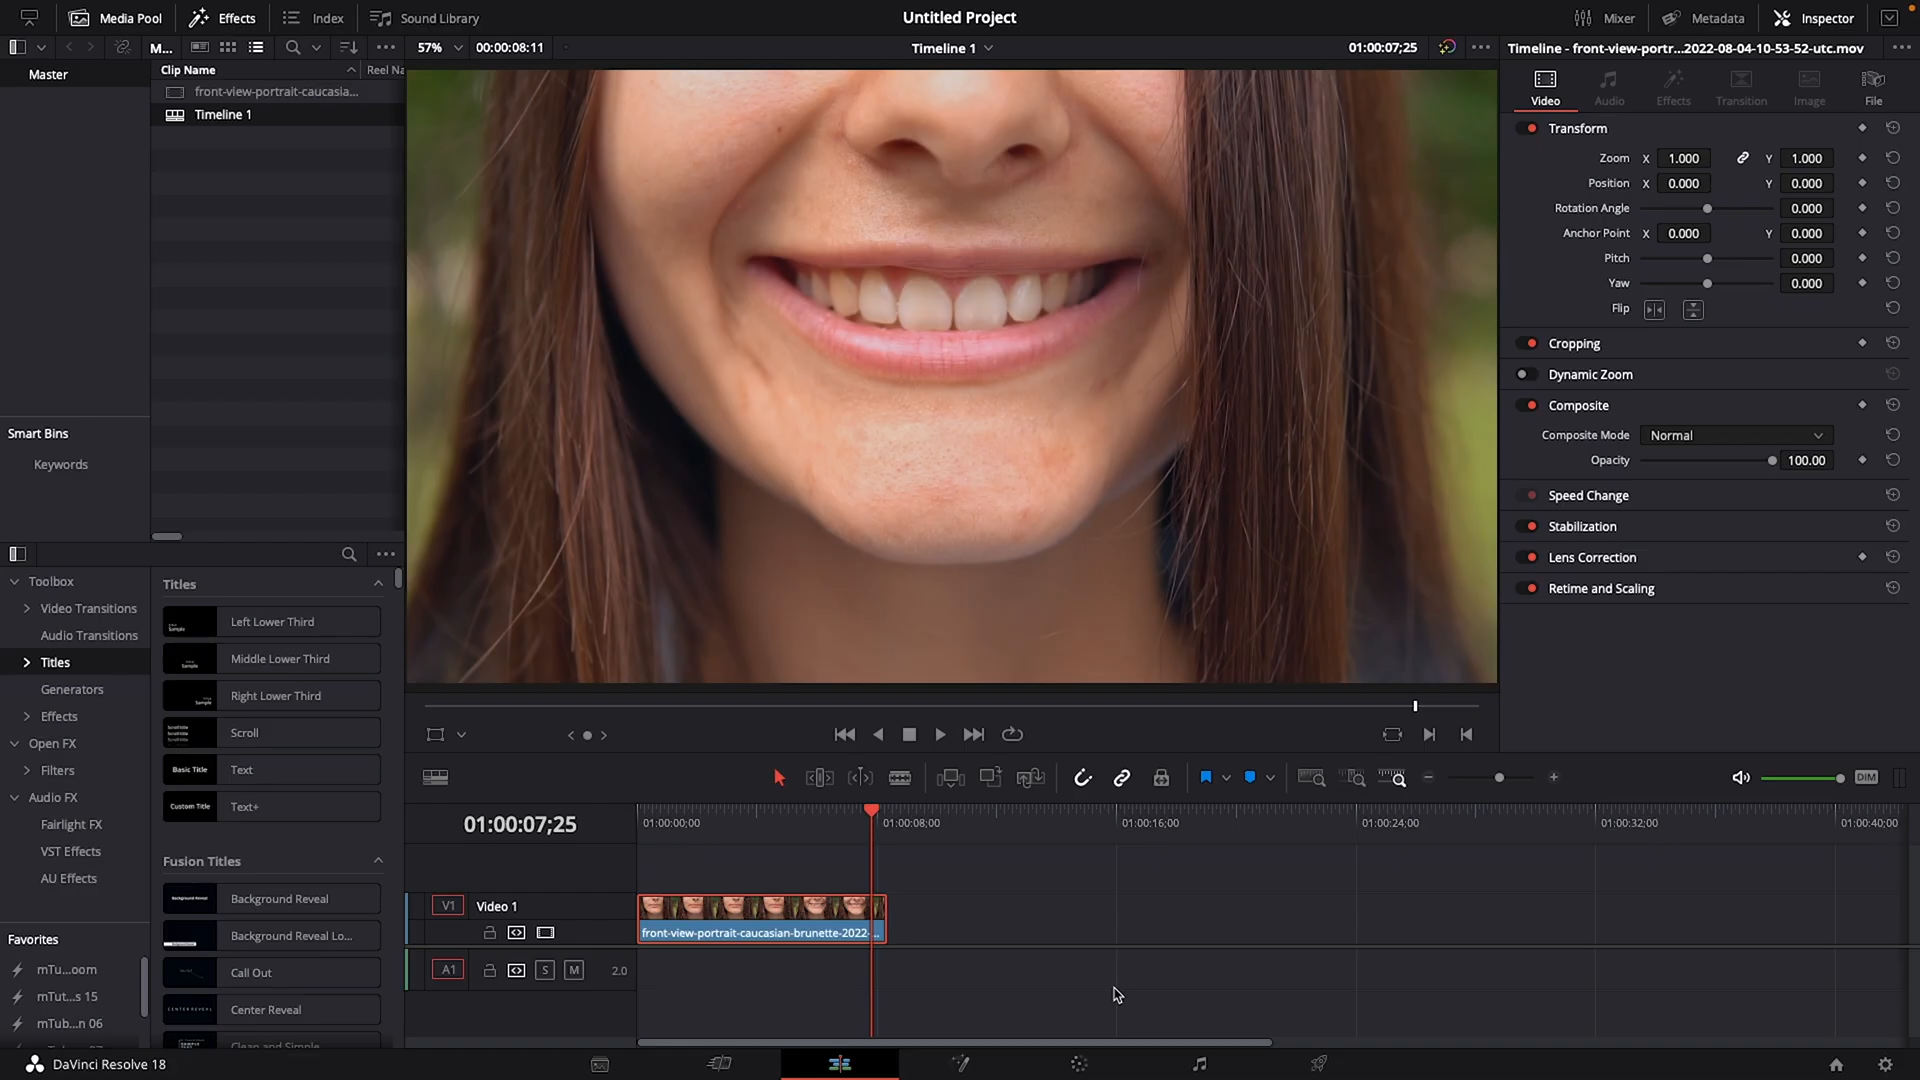 Media Pool
Effects
Index
Sound Library
Untitled Project
Mixer
Metadata
Inspector
M...
57%
00:00:08:11
Timeline 1
01:00:07;25
Timeline - front-view-portr...2022-08-04-10-53-52-utc.mov
Master
Clip Name
Reel Na
front-view-portrait-caucasia...
Timeline 1
Smart Bins
Keywords
Video
Audio
Effects
Transition
Image
File
Transform
Zoom X 1.000 Y 1.000
Position X 0.000 Y 0.000
Rotation Angle 0.000
Anchor Point X 0.000 Y 0.000
Pitch 0.000
Yaw 0.000
Flip
Cropping
Dynamic Zoom
Composite
Composite Mode Normal
Opacity 100.00
Speed Change
Stabilization
Lens Correction
Retime and Scaling
Toolbox
Video Transitions
Audio Transitions
Titles
Generators
Effects
Open FX
Filters
Audio FX
Fairlight FX
VST Effects
AU Effects
Favorites
mTu...oom
mTut...s 15
mTub...n 06
Titles
Left Lower Third
Middle Lower Third
Right Lower Third
Scroll
Basic Title Text
Custom Title Text+
Fusion Titles
Background Reveal Background Reveal
Background Reveal Lo...
Call Out
CENTER REVEAL Center Reveal
Clean and Simple
DIM
01:00:07;25
01:00:00;00
01:00:08;00
01:00:16;00
01:00:24;00
01:00:32;00
01:00:40;00
V1 Video 1
front-view-portrait-caucasian-brunette-2022-...
A1 S M 2.0
DaVinci Resolve 18